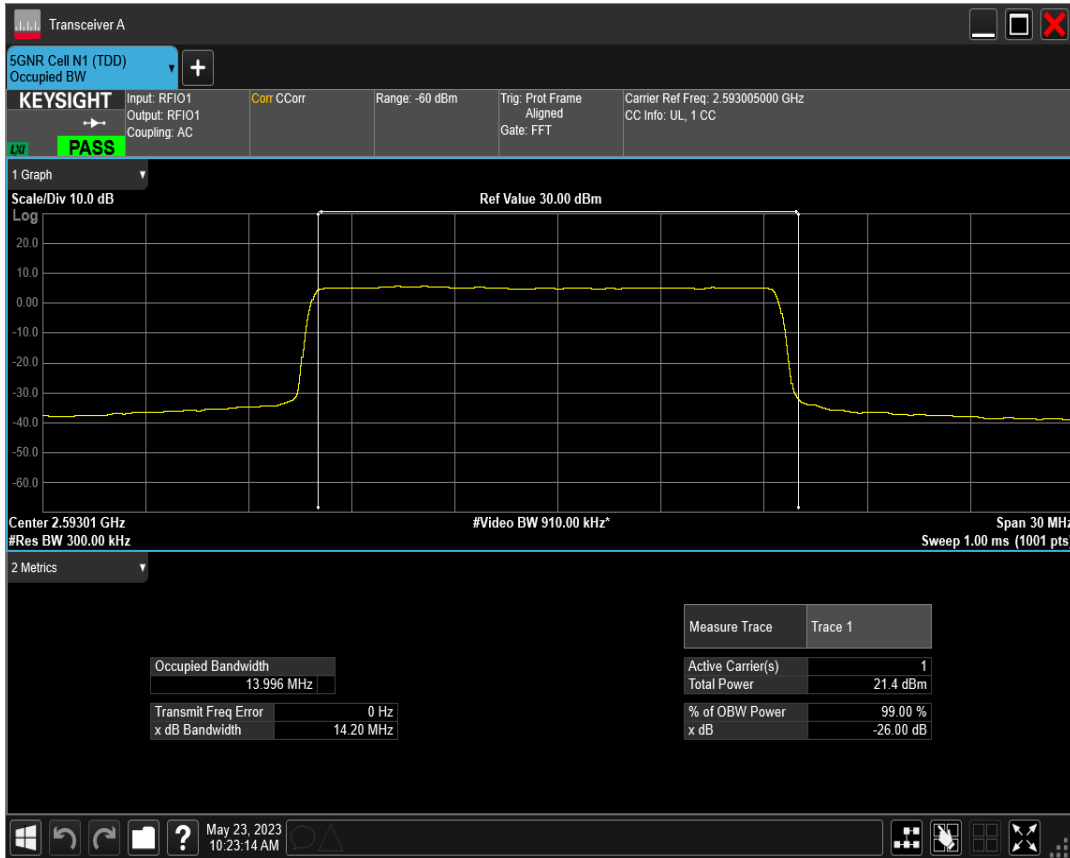 Transceiver A
5GNR Cell N1 (TDD)
Occupied BW
+
KEYSIGHT
LXI
PASS
Input: RFIO1
Output: RFIO1
Coupling: AC
Corr CCorr
Range: -60 dBm
Trig: Prot Frame
Aligned
Gate: FFT
Carrier Ref Freq: 2.593005000 GHz
CC Info: UL, 1 CC
1 Graph
Scale/Div 10.0 dB
Ref Value 30.00 dBm
Log
20.0
10.0
0.00
-10.0
-20.0
-30.0
-40.0
-50.0
-60.0
Center 2.59301 GHz
#Video BW 910.00 kHz*
Span 30 MHz
#Res BW 300.00 kHz
Sweep 1.00 ms (1001 pts)
2 Metrics
Measure Trace Trace 1
Occupied Bandwidth
13.996 MHz
Active Carrier(s) 1
Total Power 21.4 dBm
Transmit Freq Error 0 Hz
x dB Bandwidth 14.20 MHz
% of OBW Power 99.00 %
x dB -26.00 dB
?
May 23, 2023
10:23:14 AM